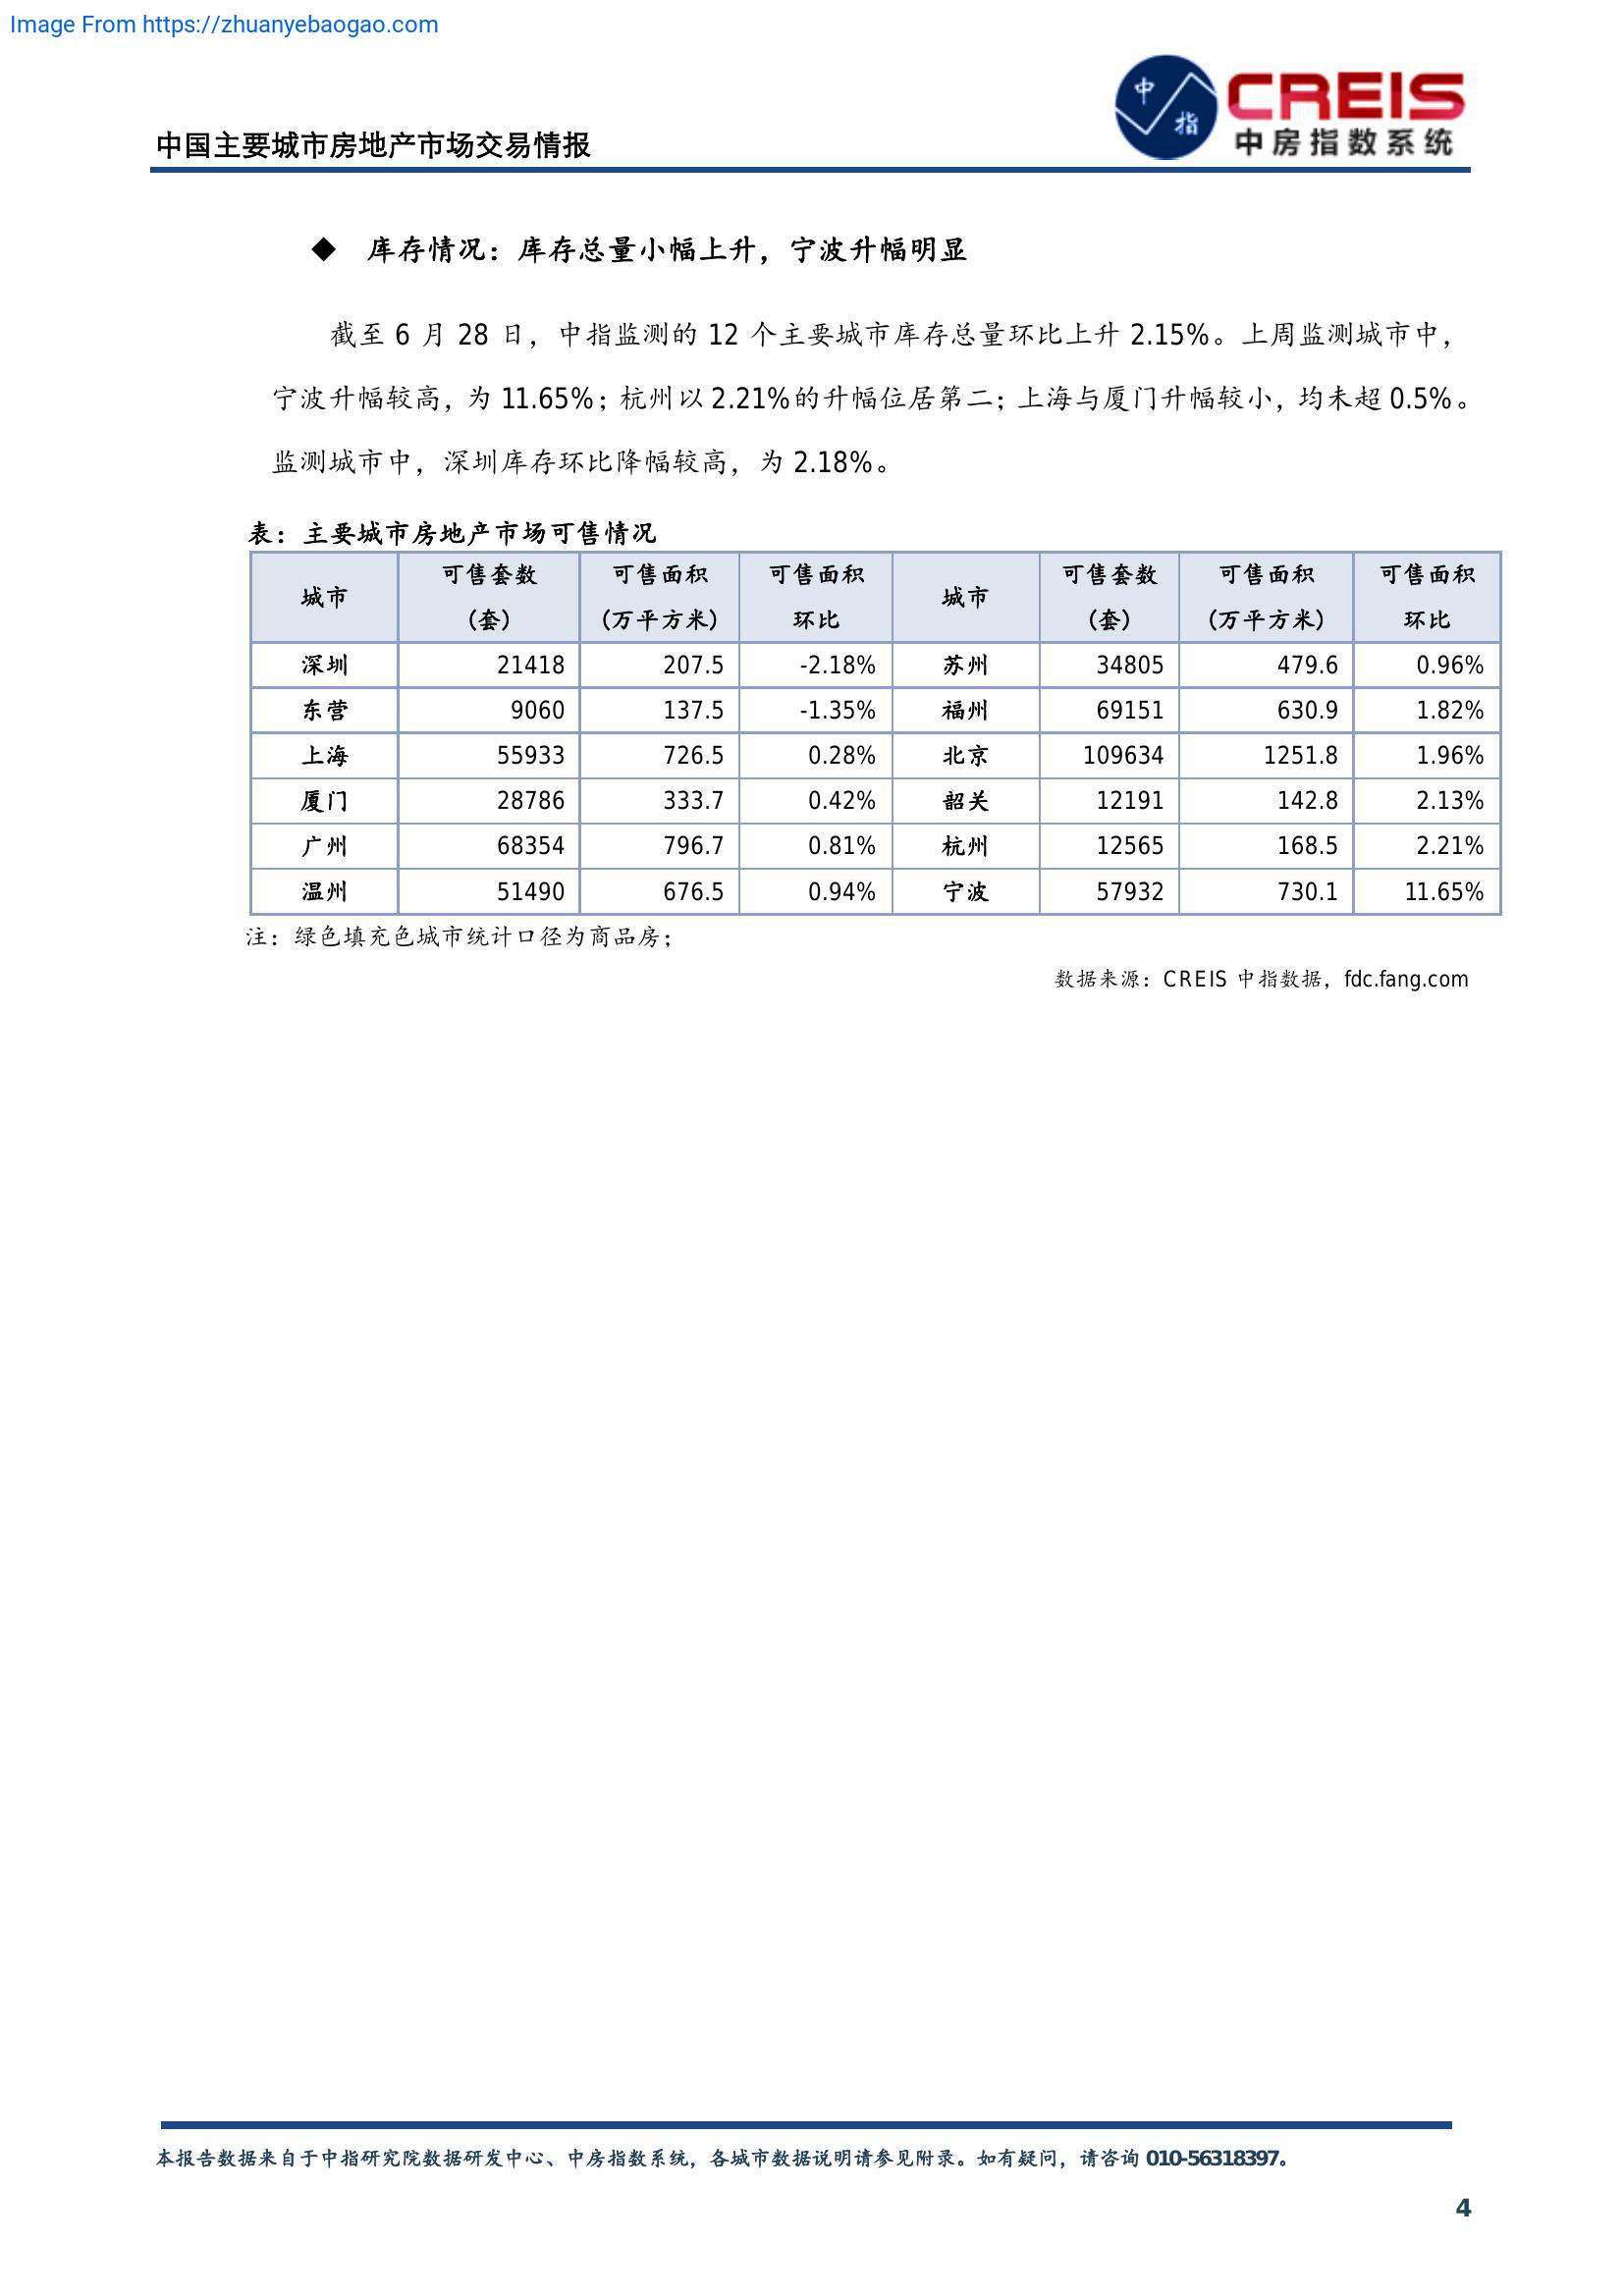 Image From https://zhuanyebaogao.com
中指
CREIS
中房指数系统
中国主要城市房地产市场交易情报
◆ 库存情况：库存总量小幅上升，宁波升幅明显
截至 6 月 28 日，中指监测的 12 个主要城市库存总量环比上升 2.15%。上周监测城市中，
宁波升幅较高，为 11.65%；杭州以 2.21%的升幅位居第二；上海与厦门升幅较小，均未超 0.5%。
监测城市中，深圳库存环比降幅较高，为 2.18%。
表：主要城市房地产市场可售情况
城市 可售套数（套） 可售面积（万平方米） 可售面积环比 城市 可售套数（套） 可售面积（万平方米） 可售面积环比
深圳 21418 207.5 -2.18% 苏州 34805 479.6 0.96%
东营 9060 137.5 -1.35% 福州 69151 630.9 1.82%
上海 55933 726.5 0.28% 北京 109634 1251.8 1.96%
厦门 28786 333.7 0.42% 韶关 12191 142.8 2.13%
广州 68354 796.7 0.81% 杭州 12565 168.5 2.21%
温州 51490 676.5 0.94% 宁波 57932 730.1 11.65%
注：绿色填充色城市统计口径为商品房；
数据来源：CREIS 中指数据，fdc.fang.com
本报告数据来自于中指研究院数据研发中心、中房指数系统，各城市数据说明请参见附录。如有疑问，请咨询 010-56318397。
4